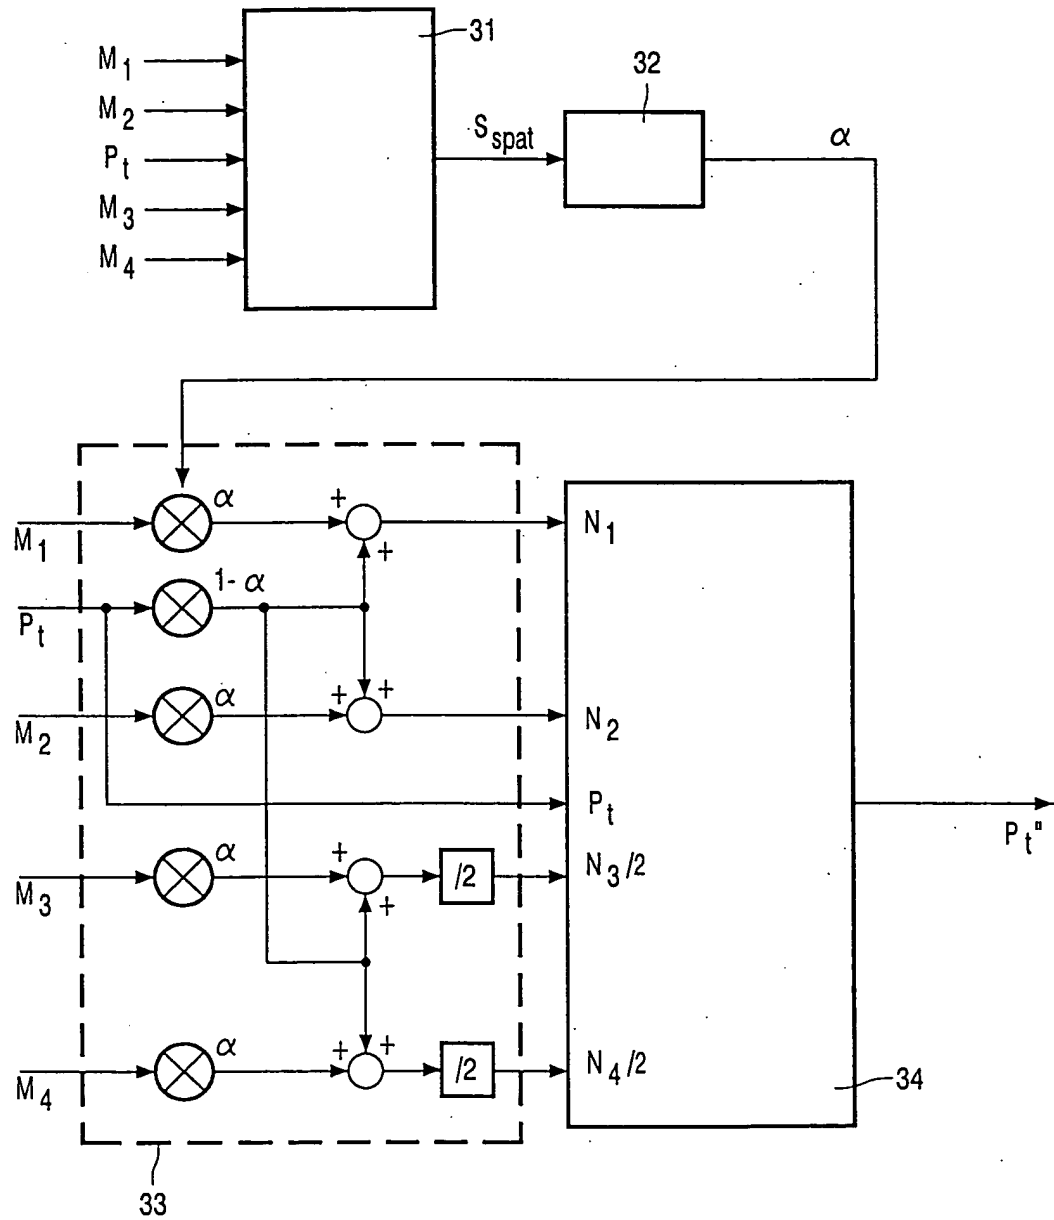 31
M1
M2
Pt
M3
M4
Sspat
32
α
M1
α
+
+
N1
Pt
1- α
M2
α
+
+
N2
Pt
Pt"
M3
α
+
+
/2
N3/2
M4
α
+
+
/2
N4/2
34
33